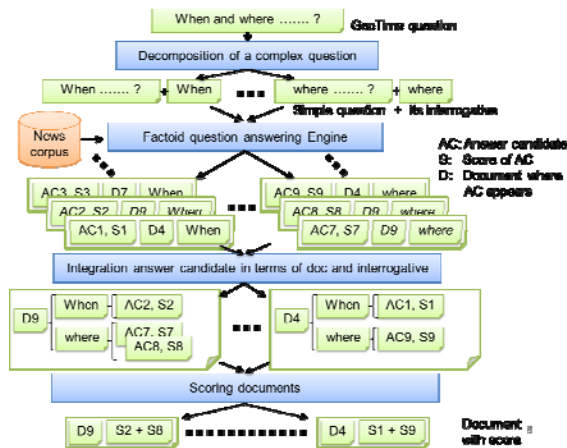 When and where ....... ?
GeoTime question
Decomposition of a complex question
When ....... ? + When ... where ....... ? + where
Simple question + its interrogative
News corpus
Factoid question answering Engine
AC: Answer candidate
S: Score of AC
D: Document where AC appears
AC3, S3 D7 When
AC9, S9 D4 where
AC2, S2 D9 When
AC8, S8 D9 where
AC1, S1 D4 When
AC7, S7 D9 where
Integration answer candidate in terms of doc and interrogative
D9 When AC2, S2
where AC7, S7
AC8, S8
D4 When AC1, S1
where AC9, S9
Scoring documents
D9 S2 + S8
D4 S1 + S9
Document with score